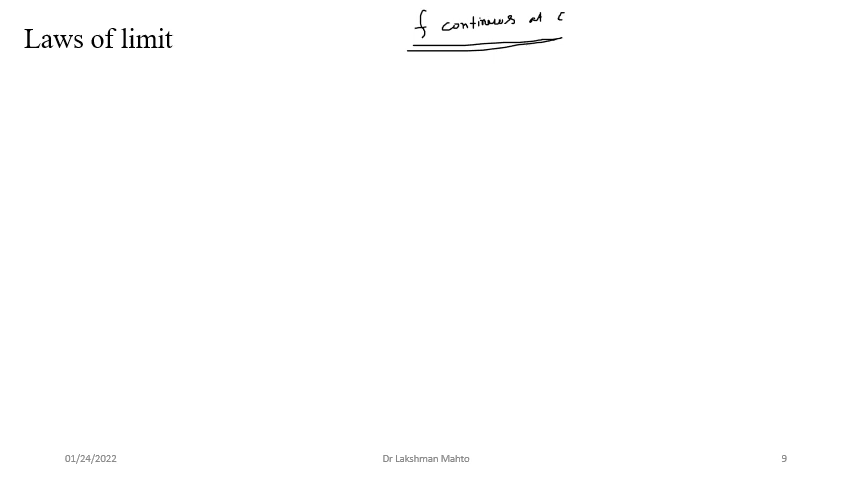 f continuous at c
Laws of limit
01/24/2022 Dr Lakshman Mahto 9